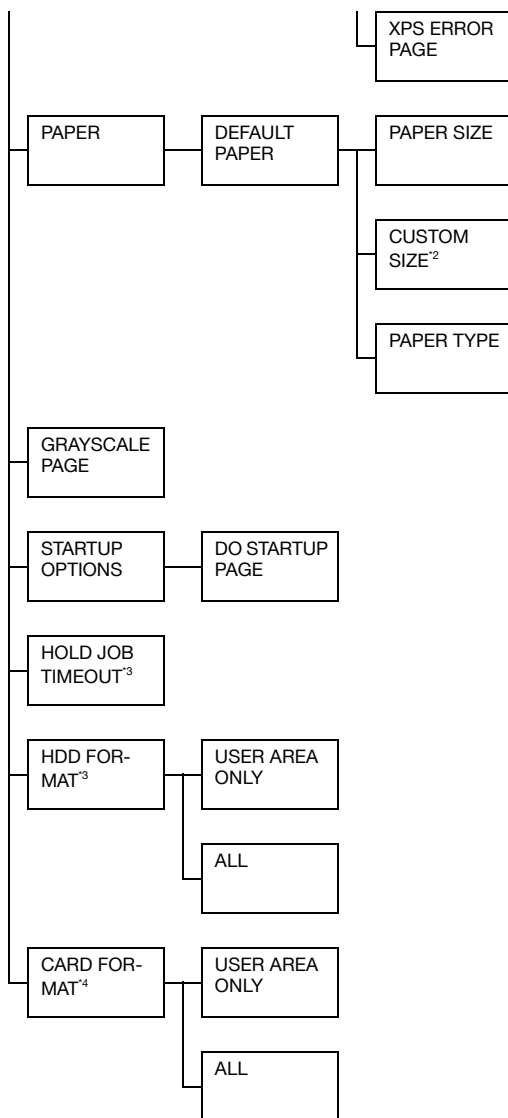 XPS ERROR
PAGE
PAPER
DEFAULT
PAPER
PAPER SIZE
CUSTOM
SIZE*2
PAPER TYPE
GRAYSCALE
PAGE
STARTUP
OPTIONS
DO STARTUP
PAGE
HOLD JOB
TIMEOUT*3
HDD FOR-
MAT*3
USER AREA
ONLY
ALL
CARD FOR-
MAT*4
USER AREA
ONLY
ALL